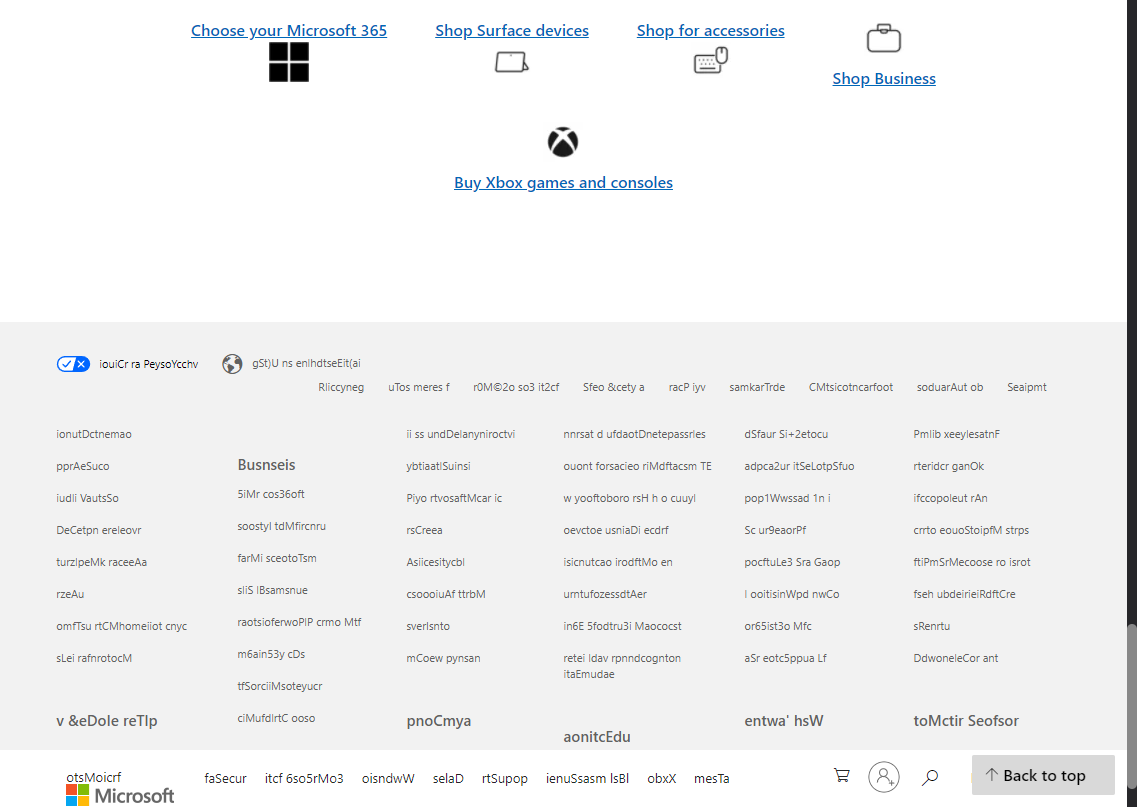 Choose your Microsoft 365
Shop Surface devices
Shop for accessories
Shop Business
Buy Xbox games and consoles
iouiCr ra PeysoYcchv
gSt)U ns enlhdtseEit(ai
Rliccyneg
uTos meres f
r0M©2o so3 it2cf
Sfeo &cety a
racP iyv
samkarTrde
CMtsicotncarfoot
soduarAut ob
Seaipmt
ionutDctnemao
pprAeSuco
iudli VautsSo
DeCetpn ereleovr
turzlpeMk raceeAa
rzeAu
omfTsu rtCMhomeiiot cnyc
sLei rafnrotocM
v &eDole reTlp
Busnseis
5iMr cos36oft
soostyl tdMfircnru
farMi sceotoTsm
sliS lBsamsnue
raotsioferwoPlP crmo Mtf
m6ain53y cDs
tfSorciiMsoteyucr
ciMufdlrtC ooso
ii ss undDelanyniroctvi
ybtiaatlSuinsi
Piyo rtvosaftMcar ic
rsCreea
Asiicesitycbl
csoooiuAf ttrbM
sverlsnto
mCoew pynsan
pnoCmya
nnrsat d ufdaotDnetepassrles
ouont forsacieo riMdftacsm TE
w yooftoboro rsH h o cuuyl
oevctoe usniaDi ecdrf
isicnutcao irodftMo en
urntufozessdtAer
in6E 5fodtru3i Maococst
retei ldav rpnndcognton
itaEmudae
aonitcEdu
dSfaur Si+2etocu
adpca2ur itSeLotpSfuo
pop1Wwssad 1n i
Sc ur9eaorPf
pocftuLe3 Sra Gaop
l ooitisinWpd nwCo
or65ist3o Mfc
aSr eotc5ppua Lf
entwa' hsW
Pmlib xeeylesatnF
rteridcr ganOk
ifccopoleut rAn
crrto eouoStoipfM strps
ftiPmSrMecoose ro isrot
fseh ubdeirieiRdftCre
sRenrtu
DdwoneleCor ant
toMctir Seofsor
otsMoicrf
Microsoft
faSecur
itcf 6so5rMo3
oisndwW
selaD
rtSupop
ienuSsasm lsBl
obxX
mesTa
Back to top